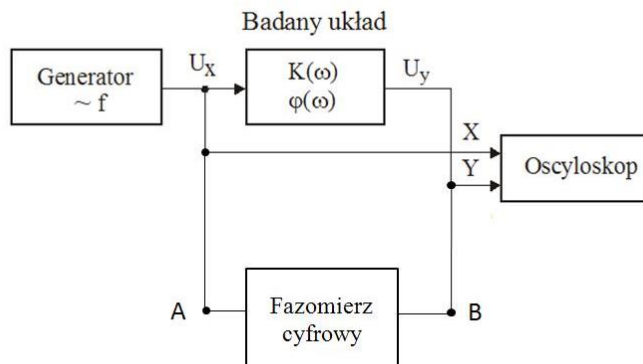 Badany układ
Generator
~ f
U_X
K(ω)
φ(ω)
U_y
X
Y
Oscyloskop
A
Fazomierz
cyfrowy
B